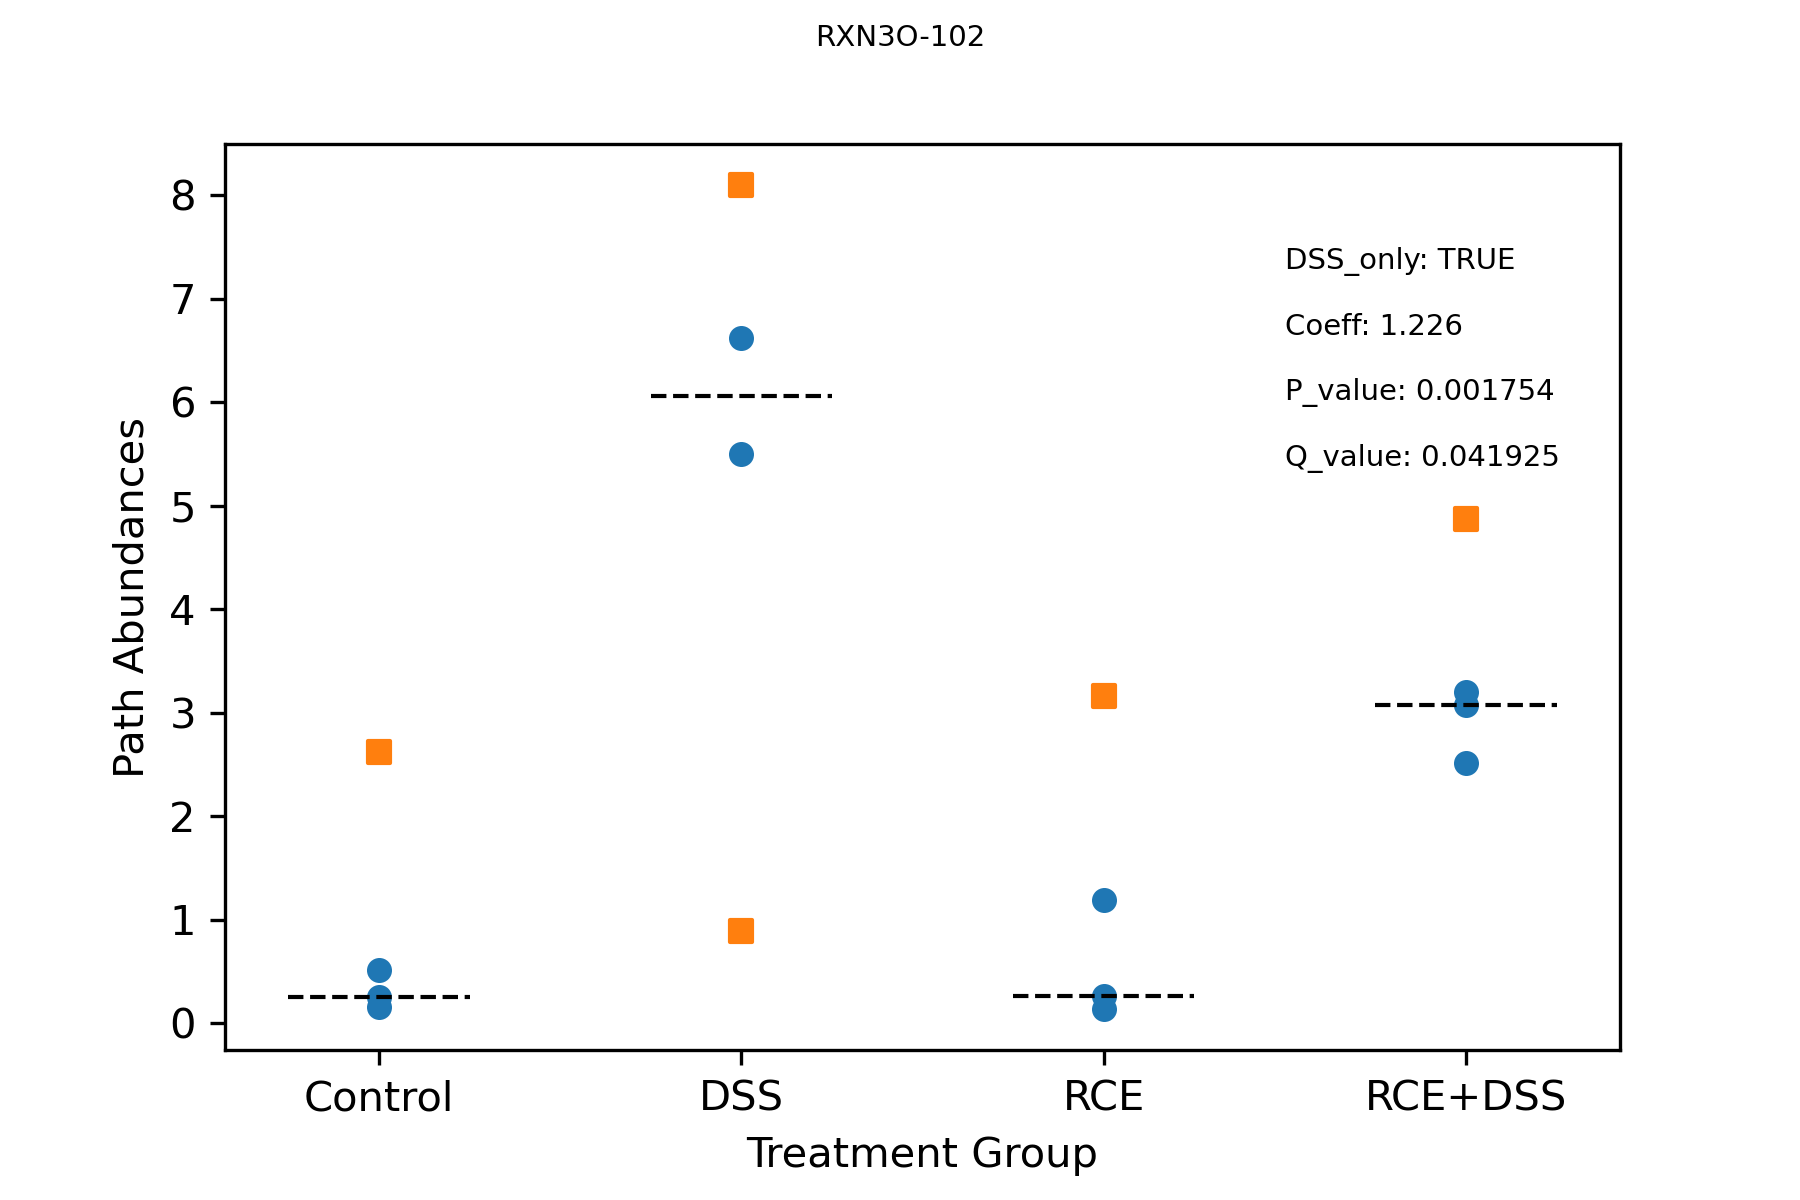 RXN3O-102
8
7
6
5
4
3
2
1
0
Path Abundances
DSS_only: TRUE
Coeff: 1.226
P_value: 0.001754
Q_value: 0.041925
Control DSS RCE RCE+DSS
Treatment Group